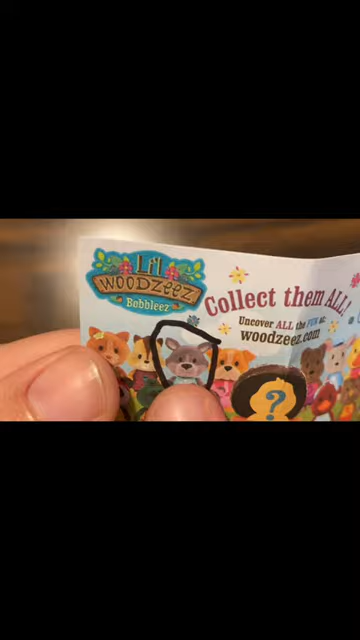 Li'l
WOODZEEZ
Bobbleez
Collect them ALL!
Uncover ALL the FUN at:
woodzeez.com
?